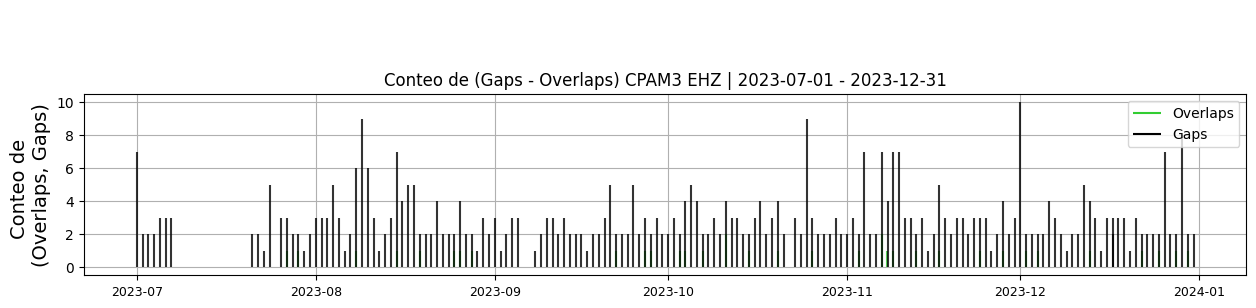 Conteo de (Gaps - Overlaps) CPAM3 EHZ | 2023-07-01 - 2023-12-31
Conteo de
(Overlaps, Gaps)
10
8
6
4
2
0
Overlaps
Gaps
2023-07
2023-08
2023-09
2023-10
2023-11
2023-12
2024-01